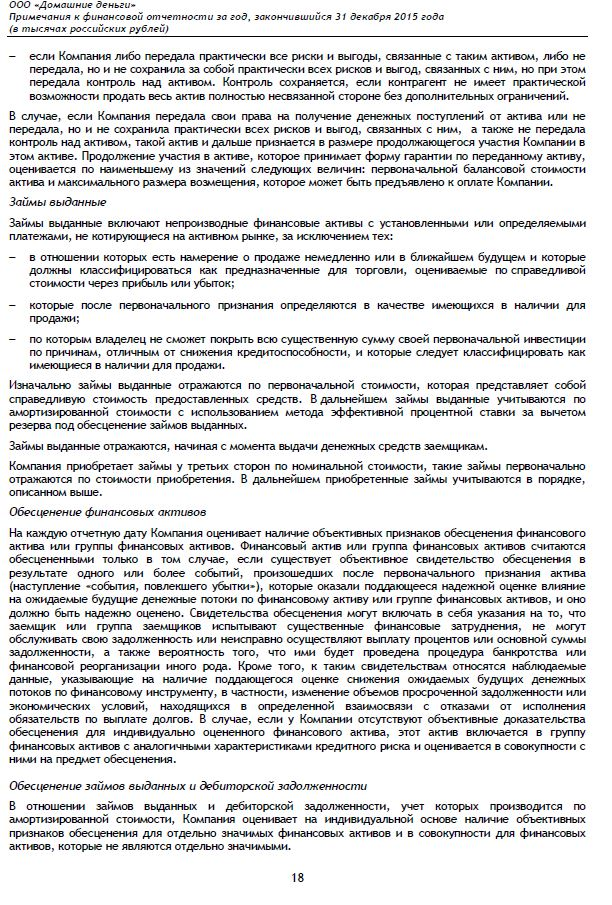 ООО «Домашние деньги»
Примечания к финансовой отчетности за год, закончившийся 31 декабря 2015 года
(в тысячах российских рублей)
– если Компания либо передала практически все риски и выгоды, связанные с таким активом, либо не
передала, но и не сохранила за собой практически всех рисков и выгод, связанных с ним, но при этом
передала контроль над активом. Контроль сохраняется, если контрагент не имеет практической
возможности продать весь актив полностью несвязанной стороне без дополнительных ограничений.
В случае, если Компания передала свои права на получение денежных поступлений от актива или не
передала, но и не сохранила практически всех рисков и выгод, связанных с ним, а также не передала
контроль над активом, такой актив и дальше признается в размере продолжающегося участия Компании в
этом активе. Продолжение участия в активе, которое принимает форму гарантии по переданному активу,
оценивается по наименьшему из значений следующих величин: первоначальной балансовой стоимости
актива и максимального размера возмещения, которое может быть предъявлено к оплате Компании.
Займы выданные
Займы выданные включают непроизводные финансовые активы с установленными или определяемыми
платежами, не котирующиеся на активном рынке, за исключением тех:
– в отношении которых есть намерение о продаже немедленно или в ближайшем будущем и которые
должны классифицироваться как предназначенные для торговли, оцениваемые по справедливой
стоимости через прибыль или убыток;
– которые после первоначального признания определяются в качестве имеющихся в наличии для
продажи;
– по которым владелец не сможет покрыть всю существенную сумму своей первоначальной инвестиции
по причинам, отличным от снижения кредитоспособности, и которые следует классифицировать как
имеющиеся в наличии для продажи.
Изначально займы выданные отражаются по первоначальной стоимости, которая представляет собой
справедливую стоимость предоставленных средств. В дальнейшем займы выданные учитываются по
амортизированной стоимости с использованием метода эффективной процентной ставки за вычетом
резерва под обесценение займов выданных.
Займы выданные отражаются, начиная с момента выдачи денежных средств заемщикам.
Компания приобретает займы у третьих сторон по номинальной стоимости, такие займы первоначально
отражаются по стоимости приобретения. В дальнейшем приобретенные займы учитываются в порядке,
описанном выше.
Обесценение финансовых активов
На каждую отчетную дату Компания оценивает наличие объективных признаков обесценения финансового
актива или группы финансовых активов. Финансовый актив или группа финансовых активов считаются
обесцененными только в том случае, если существует объективное свидетельство обесценения в
результате одного или более событий, произошедших после первоначального признания актива
(наступление «события, повлекшего убытки»), которые оказали поддающееся надежной оценке влияние
на ожидаемые будущие денежные потоки по финансовому активу или группе финансовых активов, и оно
должно быть надежно оценено. Свидетельства обесценения могут включать в себя указания на то, что
заемщик или группа заемщиков испытывают существенные финансовые затруднения, не могут
обслуживать свою задолженность или неисправно осуществляют выплату процентов или основной суммы
задолженности, а также вероятность того, что ими будет проведена процедура банкротства или
финансовой реорганизации иного рода. Кроме того, к таким свидетельствам относятся наблюдаемые
данные, указывающие на наличие поддающегося оценке снижения ожидаемых будущих денежных
потоков по финансовому инструменту, в частности, изменение объемов просроченной задолженности или
экономических условий, находящихся в определенной взаимосвязи с отказами от исполнения
обязательств по выплате долгов. В случае, если у Компании отсутствуют объективные доказательства
обесценения для индивидуально оцененного финансового актива, этот актив включается в группу
финансовых активов с аналогичными характеристиками кредитного риска и оценивается в совокупности с
ними на предмет обесценения.
Обесценение займов выданных и дебиторской задолженности
В отношении займов выданных и дебиторской задолженности, учет которых производится по
амортизированной стоимости, Компания оценивает на индивидуальной основе наличие объективных
признаков обесценения для отдельно значимых финансовых активов и в совокупности для финансовых
активов, которые не являются отдельно значимыми.
18